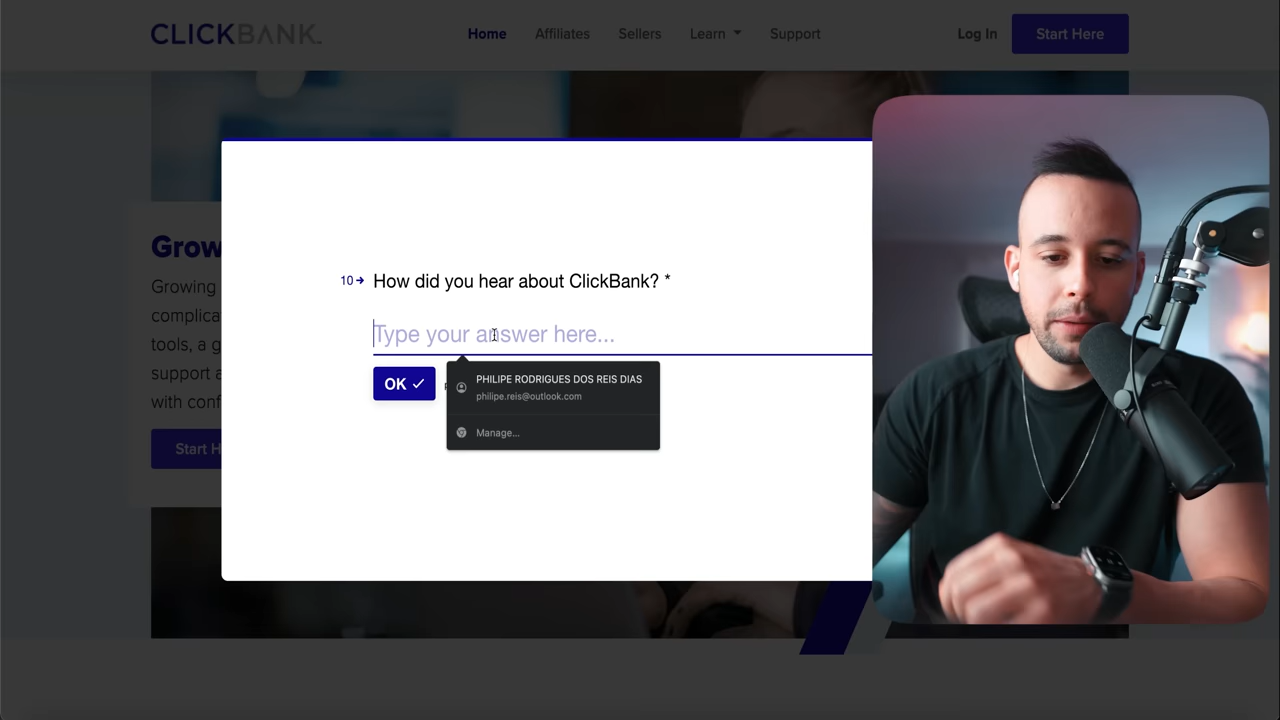 CLICKBANK
Home
Affiliates
Sellers
Learn
Support
Log In
Start Here
Grow
Growing
complica
tools, a g
support a
with conf
Start H
10 How did you hear about ClickBank? *
Type your answer here...
OK
PHILIPE RODRIGUES DOS REIS DIAS
philipe.reis@outlook.com
Manage...